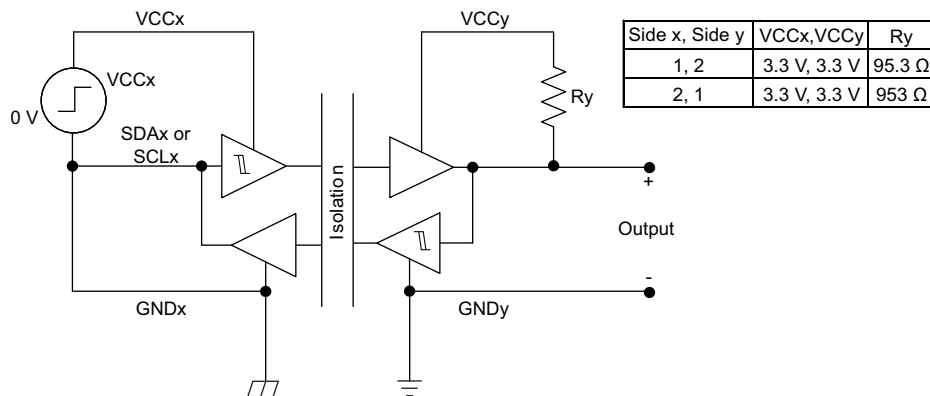 VCCx
VCCy
Side x, Side y VCCx,VCCy Ry
1, 2 3.3 V, 3.3 V 95.3 Ω
2, 1 3.3 V, 3.3 V 953 Ω
VCCx
0 V
Ry
SDAx or
SCLx
Isolation
+
Output
-
GNDx
GNDy